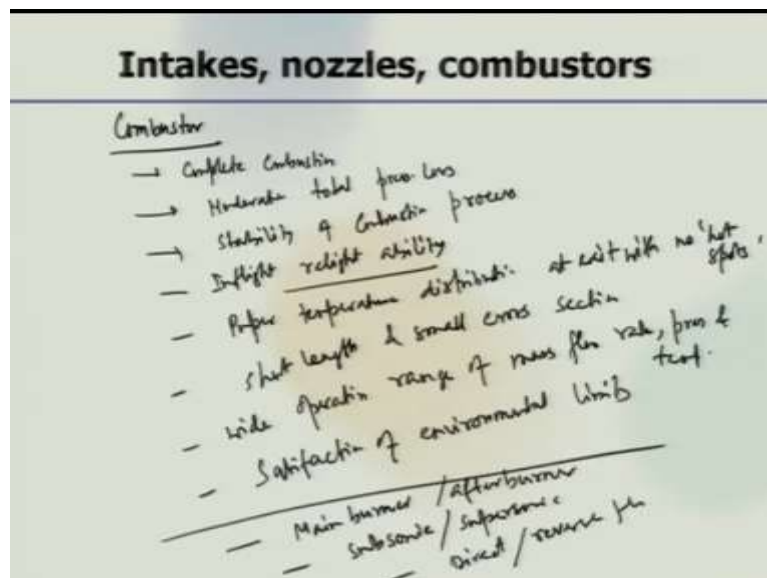 Intakes, nozzles, combustors
Combustor
→ Complete Combustion
→ Moderate total pres. loss
→ Stability of Combustion process
— Inflight relight ability
— Proper temperature distribution at exit with no 'hot
spots'.
— Short length & small cross section
— wide operation range of mass flow rate, pres &
temp.
— Satisfaction of environmental limits
— Main burner / afterburner
— subsonic / supersonic
— Direct / reverse